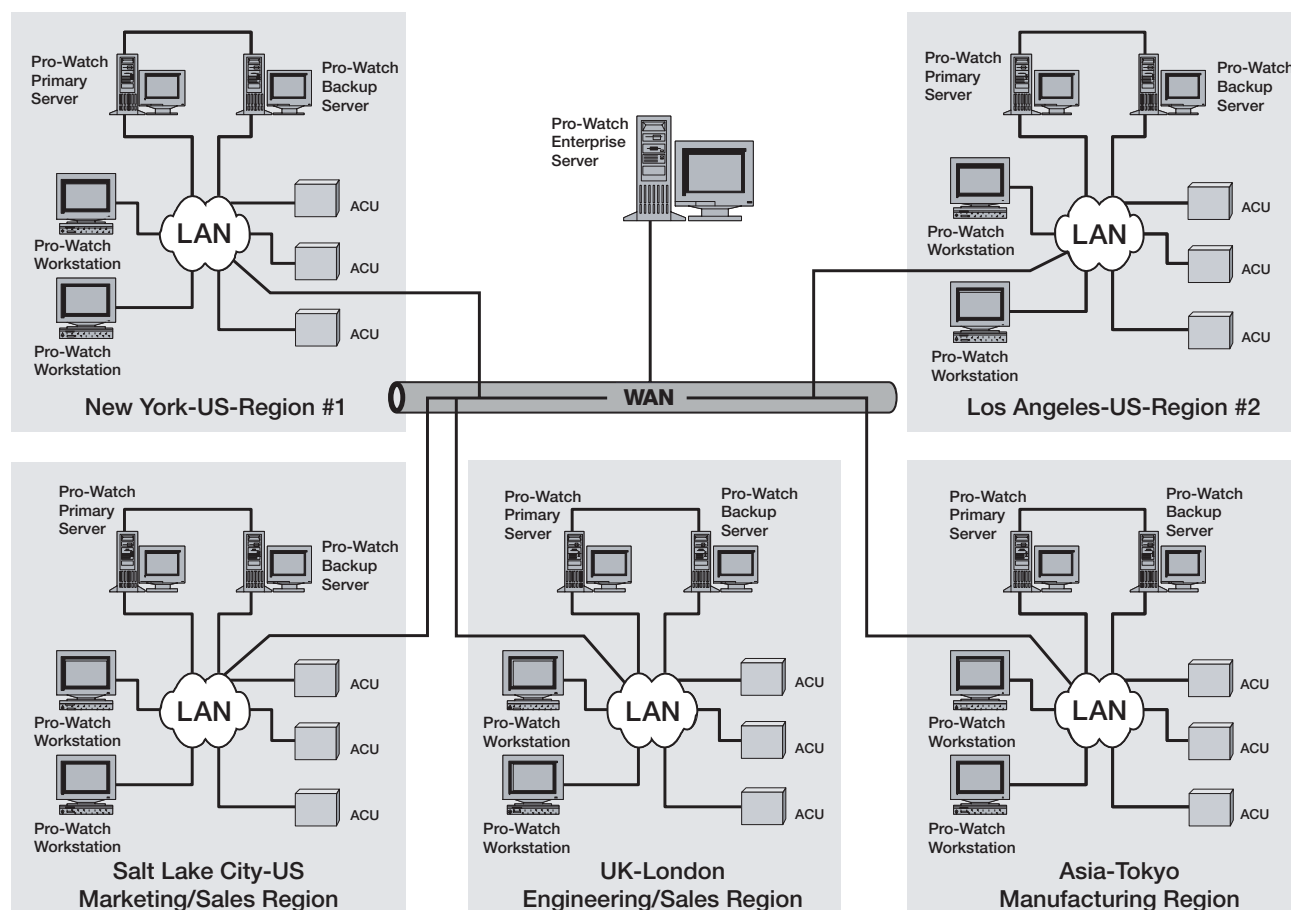 Pro-Watch
Primary
Server
Pro-Watch
Backup
Server
Pro-Watch
Workstation
Pro-Watch
Workstation
LAN
ACU
ACU
ACU
New York-US-Region #1
Pro-Watch
Enterprise
Server
WAN
Pro-Watch
Primary
Server
Pro-Watch
Backup
Server
Pro-Watch
Workstation
Pro-Watch
Workstation
LAN
ACU
ACU
ACU
Los Angeles-US-Region #2
Pro-Watch
Primary
Server
Pro-Watch
Backup
Server
Pro-Watch
Workstation
Pro-Watch
Workstation
LAN
ACU
ACU
ACU
Salt Lake City-US
Marketing/Sales Region
Pro-Watch
Primary
Server
Pro-Watch
Backup
Server
Pro-Watch
Workstation
Pro-Watch
Workstation
LAN
ACU
ACU
ACU
UK-London
Engineering/Sales Region
Pro-Watch
Primary
Server
Pro-Watch
Backup
Server
Pro-Watch
Workstation
Pro-Watch
Workstation
LAN
ACU
ACU
ACU
Asia-Tokyo
Manufacturing Region